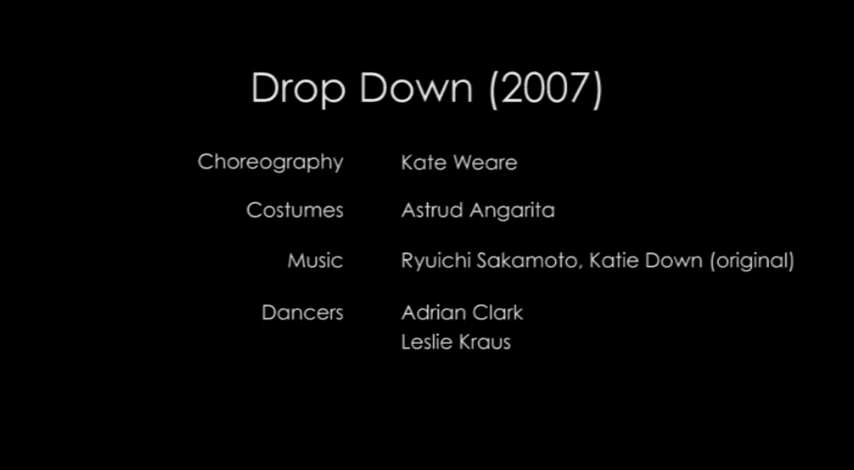 Drop Down (2007)
Choreography Kate Weare
Costumes Astrud Angarita
Music Ryuichi Sakamoto, Katie Down (original)
Dancers Adrian Clark
Leslie Kraus